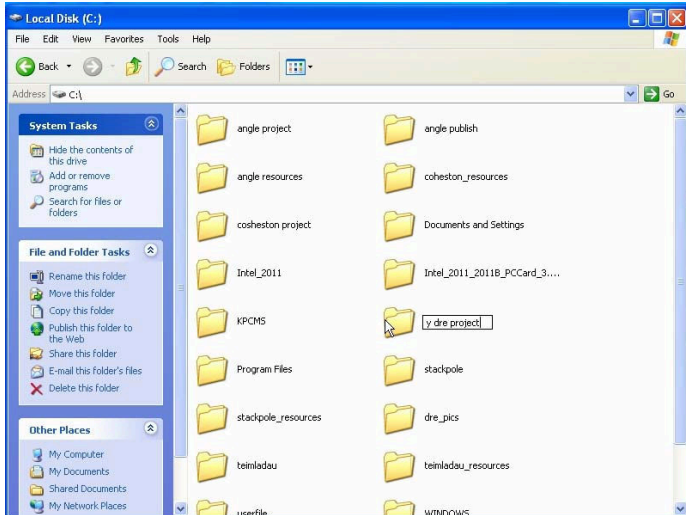 Local Disk (C:)
File Edit View Favorites Tools Help
Back Search Folders
Address C:\ Go
System Tasks
Hide the contents of
this drive
Add or remove
programs
Search for files or
folders
File and Folder Tasks
Rename this folder
Move this folder
Copy this folder
Publish this folder to
the Web
Share this folder
E-mail this folder's files
Delete this folder
Other Places
My Computer
My Documents
Shared Documents
My Network Places
angle project angle publish
angle resources coheston_resources
cosheston project Documents and Settings
Intel_2011 Intel_2011_2011B_PCCard_3....
KPCMS y dre project
Program Files stackpole
stackpole_resources dre_pics
teimladau teimladau_resources
userfile WINDOWS